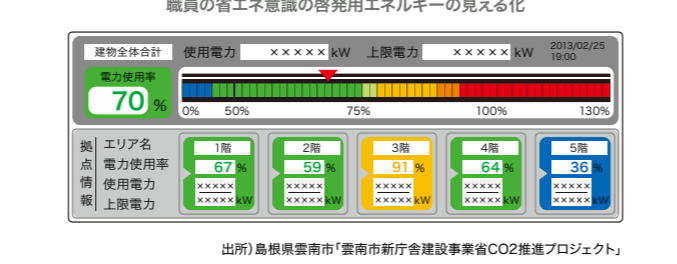 職員の省エネ意識の啓発用エネルギーの見える化
建物全体合計 使用電力 ××××× kW 上限電力 ××××× kW 2013/02/25
19:00
電力使用率
70 %
0% 50% 75% 100% 130%
拠点情報
エリア名 1階 2階 3階 4階 5階
電力使用率 67 % 59 % 91 % 64 % 36 %
使用電力 ××××× ××××× ××××× ××××× ×××××
上限電力 ××××× kW ××××× kW ××××× kW ××××× kW ××××× kW
出所）島根県雲南市「雲南市新庁舎建設事業省CO2推進プロジェクト」